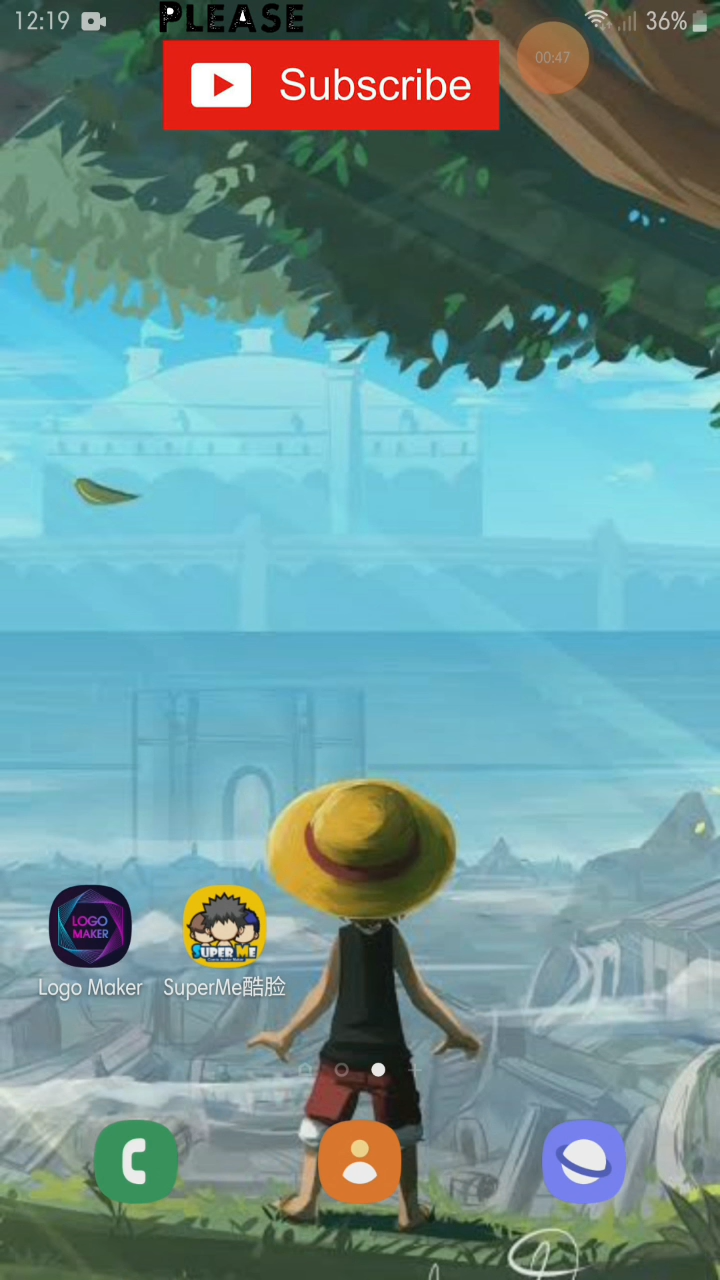 12:19
36%
PLEASE
Subscribe
00:47
LOGO
MAKER
SUPER ME
Logo Maker
SuperMe酷脸